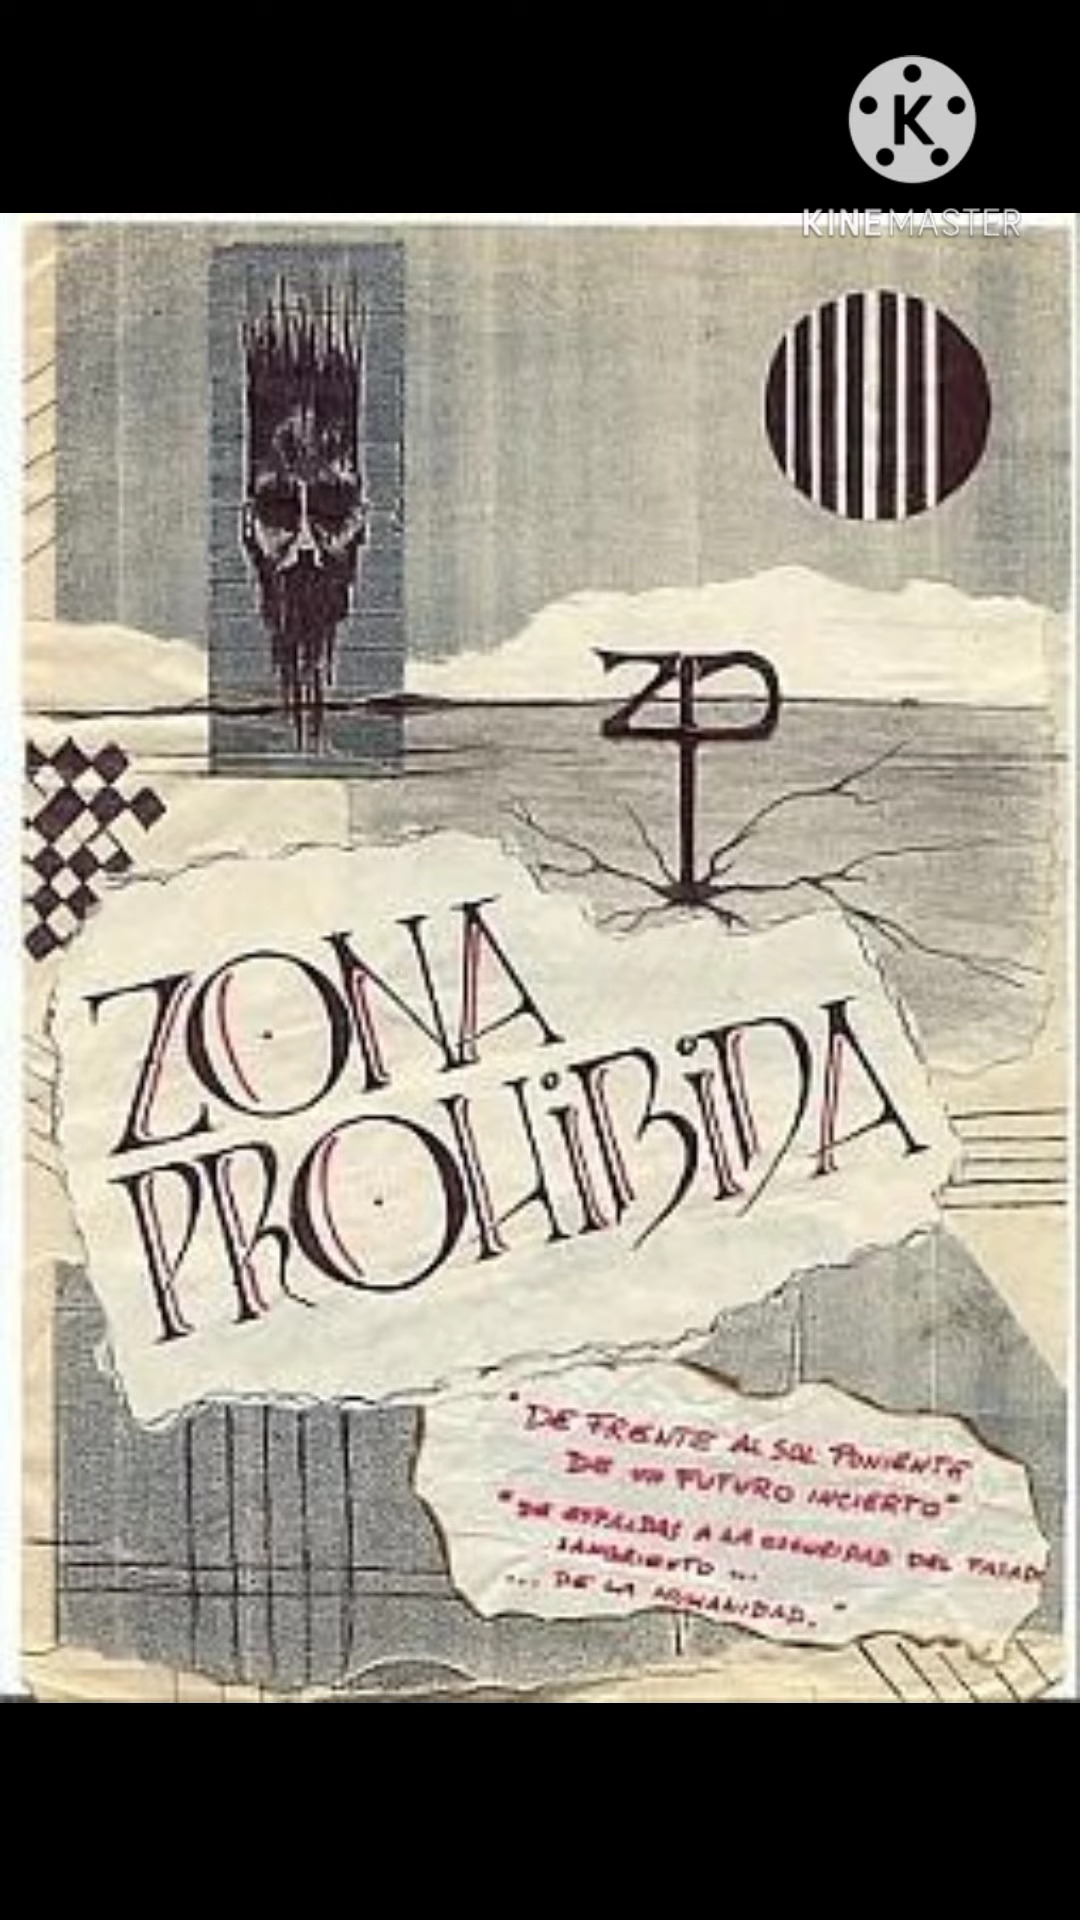 K
KINEMASTER
ZP
ZONA
PROHiBiDA
"DE FRENTE AL SOL PONIENTE
DE UN FUTURO INCIERTO"
"DE ESPALDAS A LA OSCURIDAD DEL PASADO
SANGRIENTO ...
... DE LA HUMANIDAD."